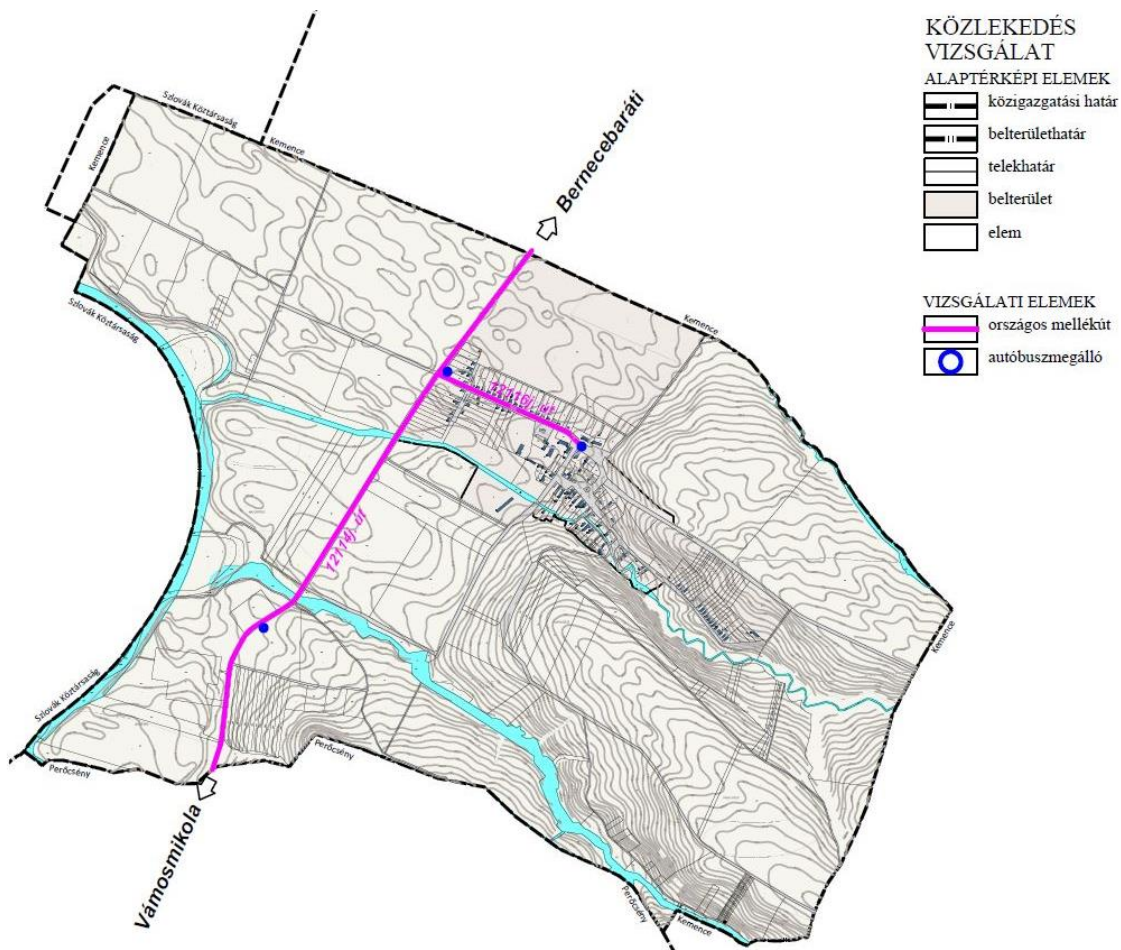 KÖZLEKEDÉS
VIZSGÁLAT
ALAPTÉRKÉPI ELEMEK
közigazgatási határ
belterülethatár
telekhatár
belterület
elem
VIZSGÁLATI ELEMEK
országos mellékút
autóbuszmegálló
Szlovák Köztársaság
Kemence
Kemence
Bernecebaráti
Szlovák Köztársaság
Kemence
12116j. út
12114j. út
Kemence
Szlovák Köztársaság
Perőcsény
Perőcsény
Vámosmikola
Perőcsény
Kemence